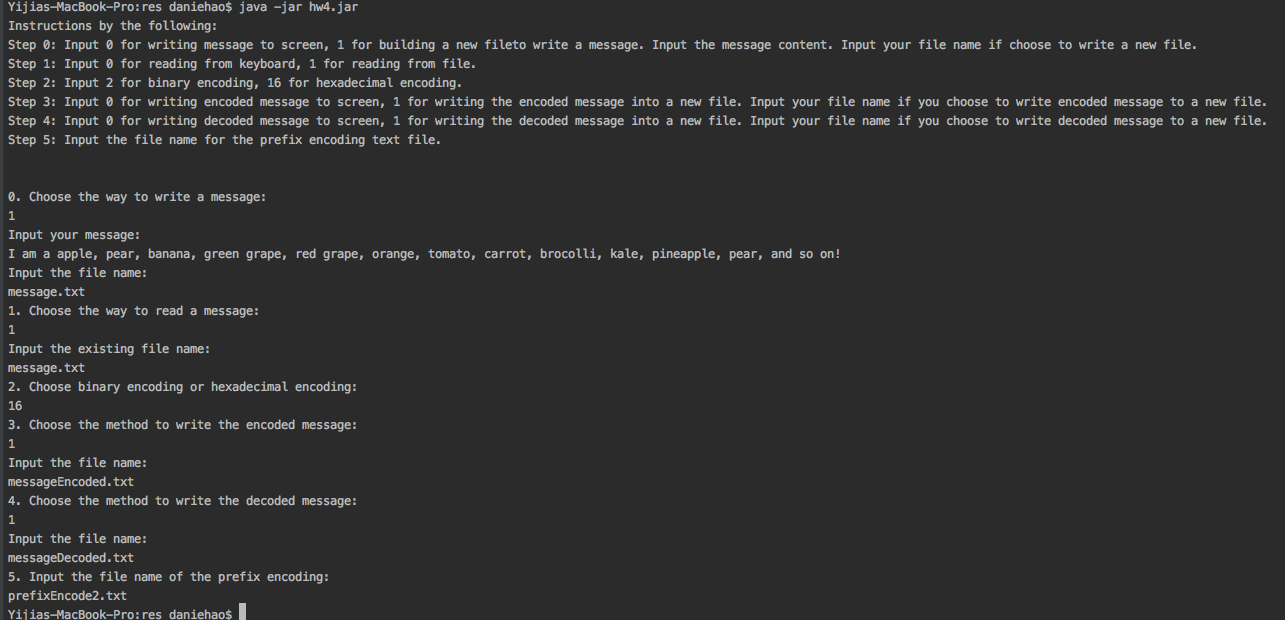 Yijias-MacBook-Pro:res daniehao$ java -jar hw4.jar
Instructions by the following:
Step 0: Input 0 for writing message to screen, 1 for building a new fileto write a message. Input the message content. Input your file name if choose to write a new file.
Step 1: Input 0 for reading from keyboard, 1 for reading from file.
Step 2: Input 2 for binary encoding, 16 for hexadecimal encoding.
Step 3: Input 0 for writing encoded message to screen, 1 for writing the encoded message into a new file. Input your file name if you choose to write encoded message to a new file.
Step 4: Input 0 for writing decoded message to screen, 1 for writing the decoded message into a new file. Input your file name if you choose to write decoded message to a new file.
Step 5: Input the file name for the prefix encoding text file.
0. Choose the way to write a message:
1
Input your message:
I am a apple, pear, banana, green grape, red grape, orange, tomato, carrot, brocolli, kale, pineapple, pear, and so on!
Input the file name:
message.txt
1. Choose the way to read a message:
1
Input the existing file name:
message.txt
2. Choose binary encoding or hexadecimal encoding:
16
3. Choose the method to write the encoded message:
1
Input the file name:
messageEncoded.txt
4. Choose the method to write the decoded message:
1
Input the file name:
messageDecoded.txt
5. Input the file name of the prefix encoding:
prefixEncode2.txt
Yijias-MacBook-Pro:res daniehao$